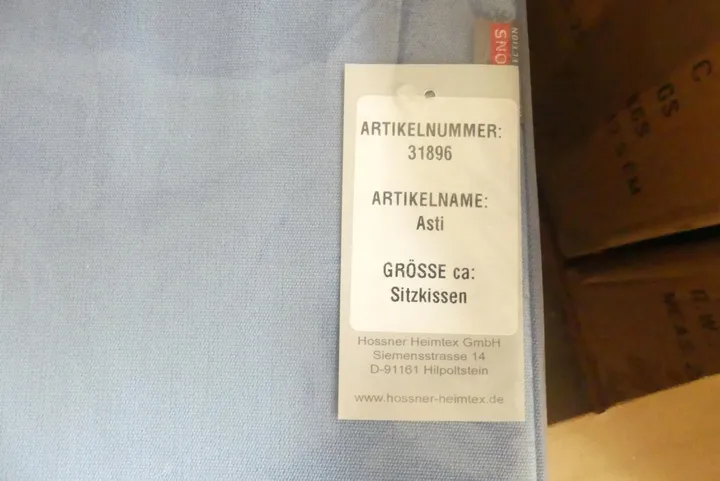 ARTIKELNUMMER:
31896
ARTIKELNAME:
Asti
GRÖSSE ca:
Sitzkissen
Hossner Heimtex GmbH
Siemensstrasse 14
D-91161 Hilpoltstein
www.hossner-heimtex.de